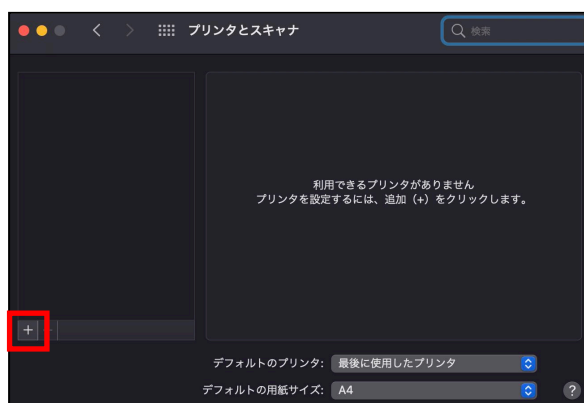 プリンタとスキャナ
検索
利用できるプリンタがありません
プリンタを設定するには、追加（+）をクリックします。
+ −
デフォルトのプリンタ: 最後に使用したプリンタ
デフォルトの用紙サイズ: A4
?